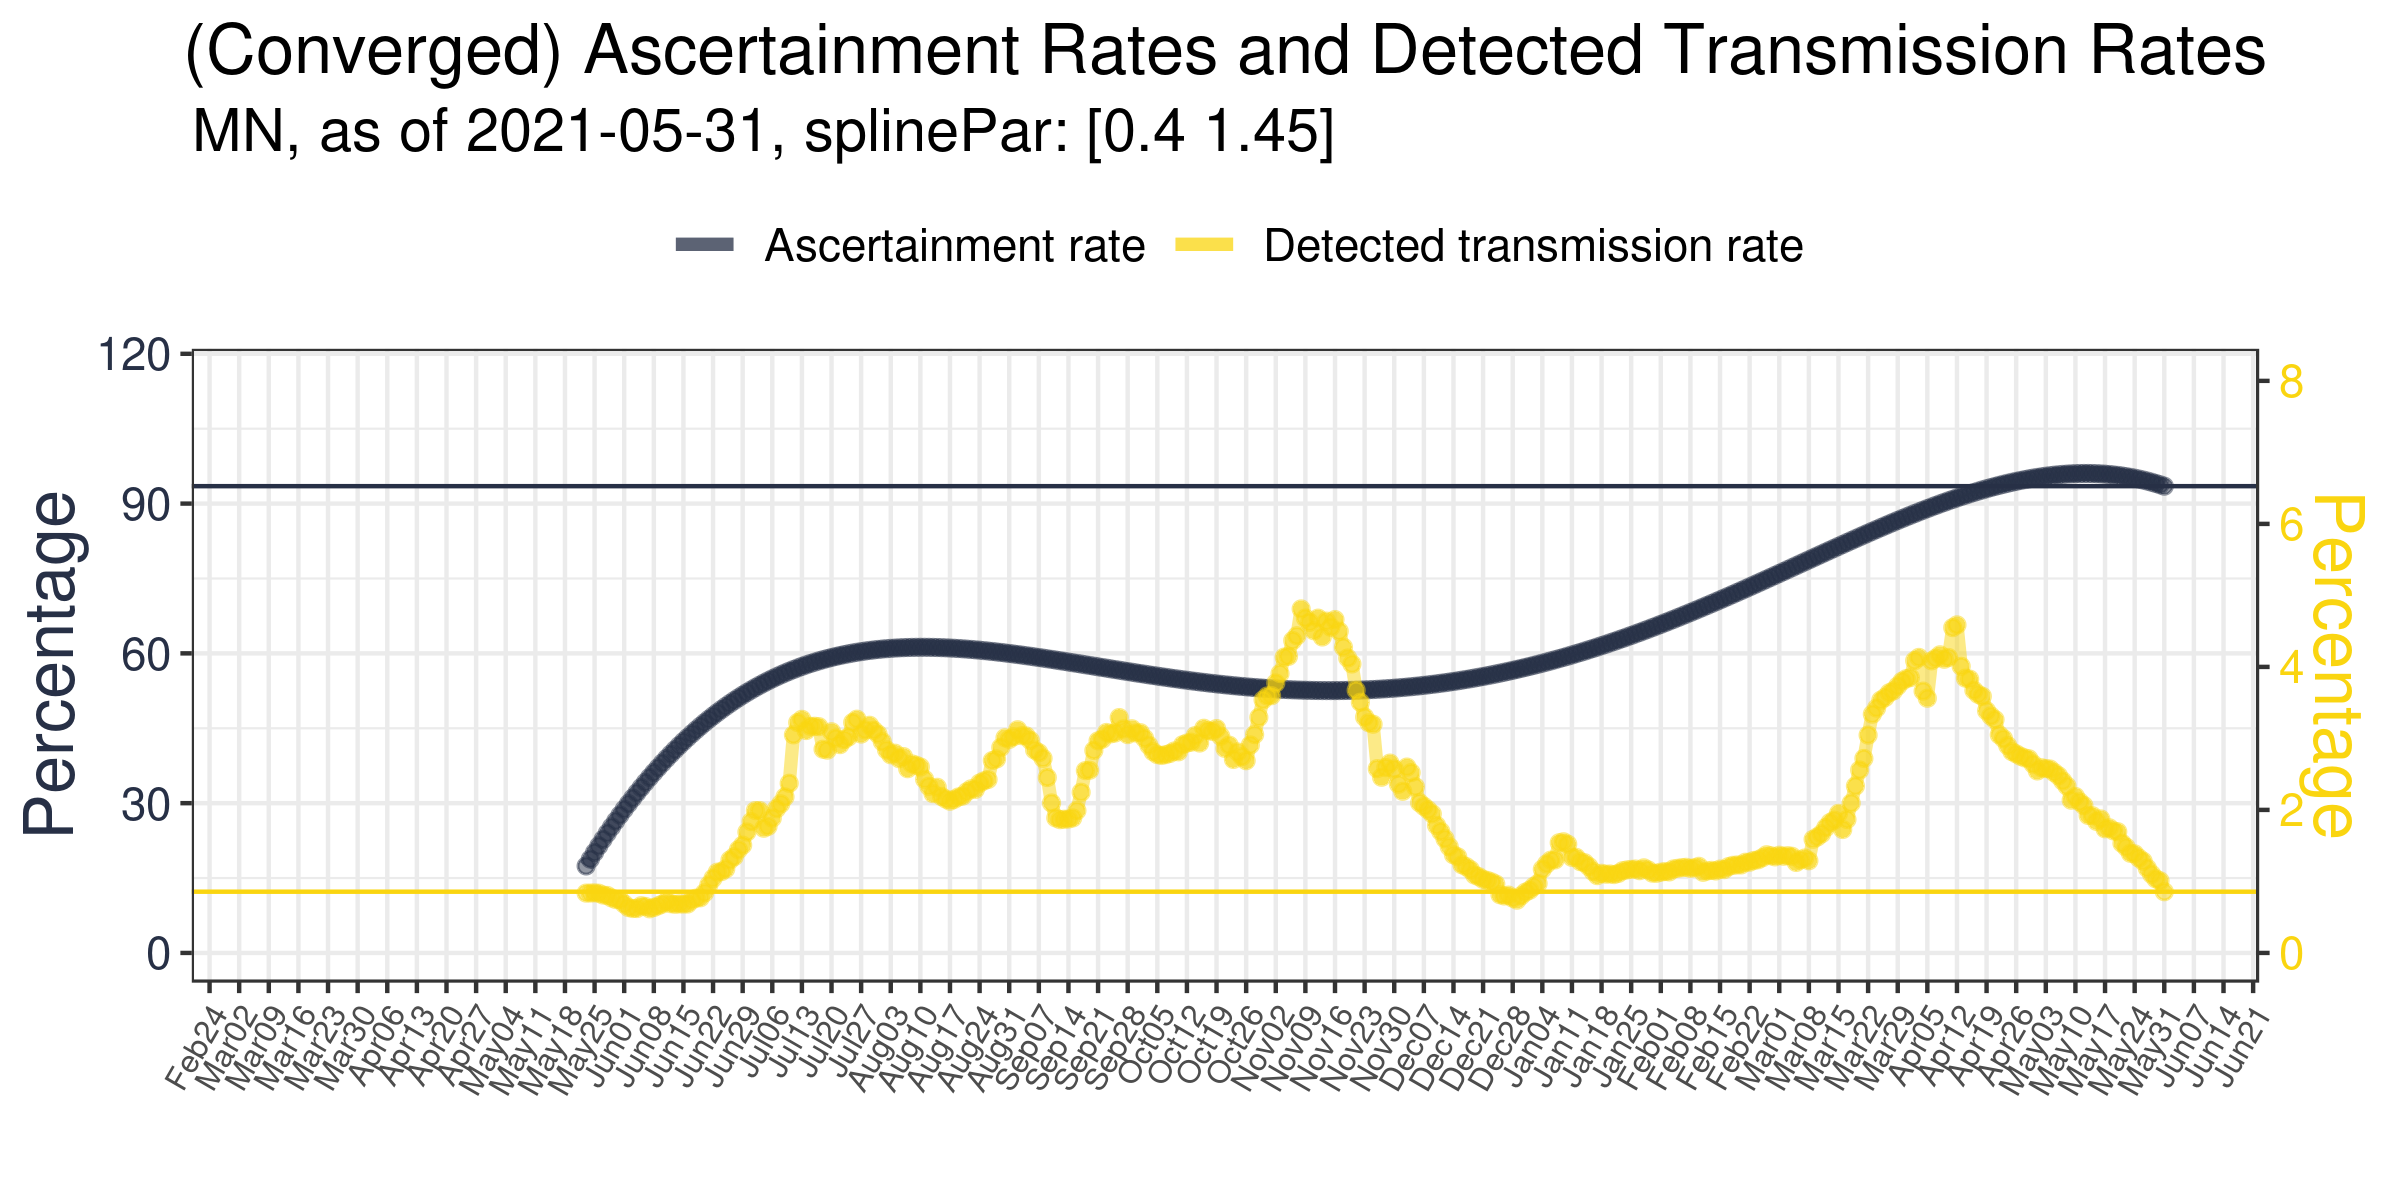 (Converged) Ascertainment Rates and Detected Transmission Rates
MN, as of 2021-05-31, splinePar: [0.4 1.45]
Ascertainment rate
Detected transmission rate
Percentage
120
90
60
30
0
8
6
4
2
0
Percentage
Feb24
Mar02
Mar09
Mar16
Mar23
Mar30
Apr06
Apr13
Apr20
Apr27
May04
May11
May18
May25
Jun01
Jun08
Jun15
Jun22
Jun29
Jul06
Jul13
Jul20
Jul27
Aug03
Aug10
Aug17
Aug24
Aug31
Sep07
Sep14
Sep21
Sep28
Oct05
Oct12
Oct19
Oct26
Nov02
Nov09
Nov16
Nov23
Nov30
Dec07
Dec14
Dec21
Dec28
Jan04
Jan11
Jan18
Jan25
Feb01
Feb08
Feb15
Feb22
Mar01
Mar08
Mar15
Mar22
Mar29
Apr05
Apr12
Apr19
Apr26
May03
May10
May17
May24
May31
Jun07
Jun14
Jun21